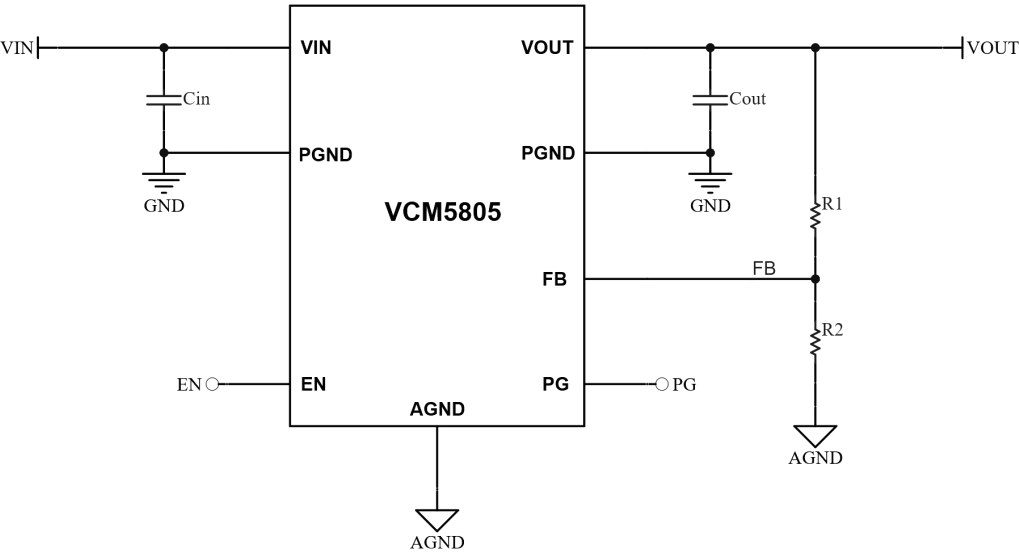 VIN
VIN
VOUT
VOUT
Cin
Cout
PGND
PGND
GND
GND
VCM5805
R1
FB
FB
R2
EN
EN
PG
PG
AGND
AGND
AGND